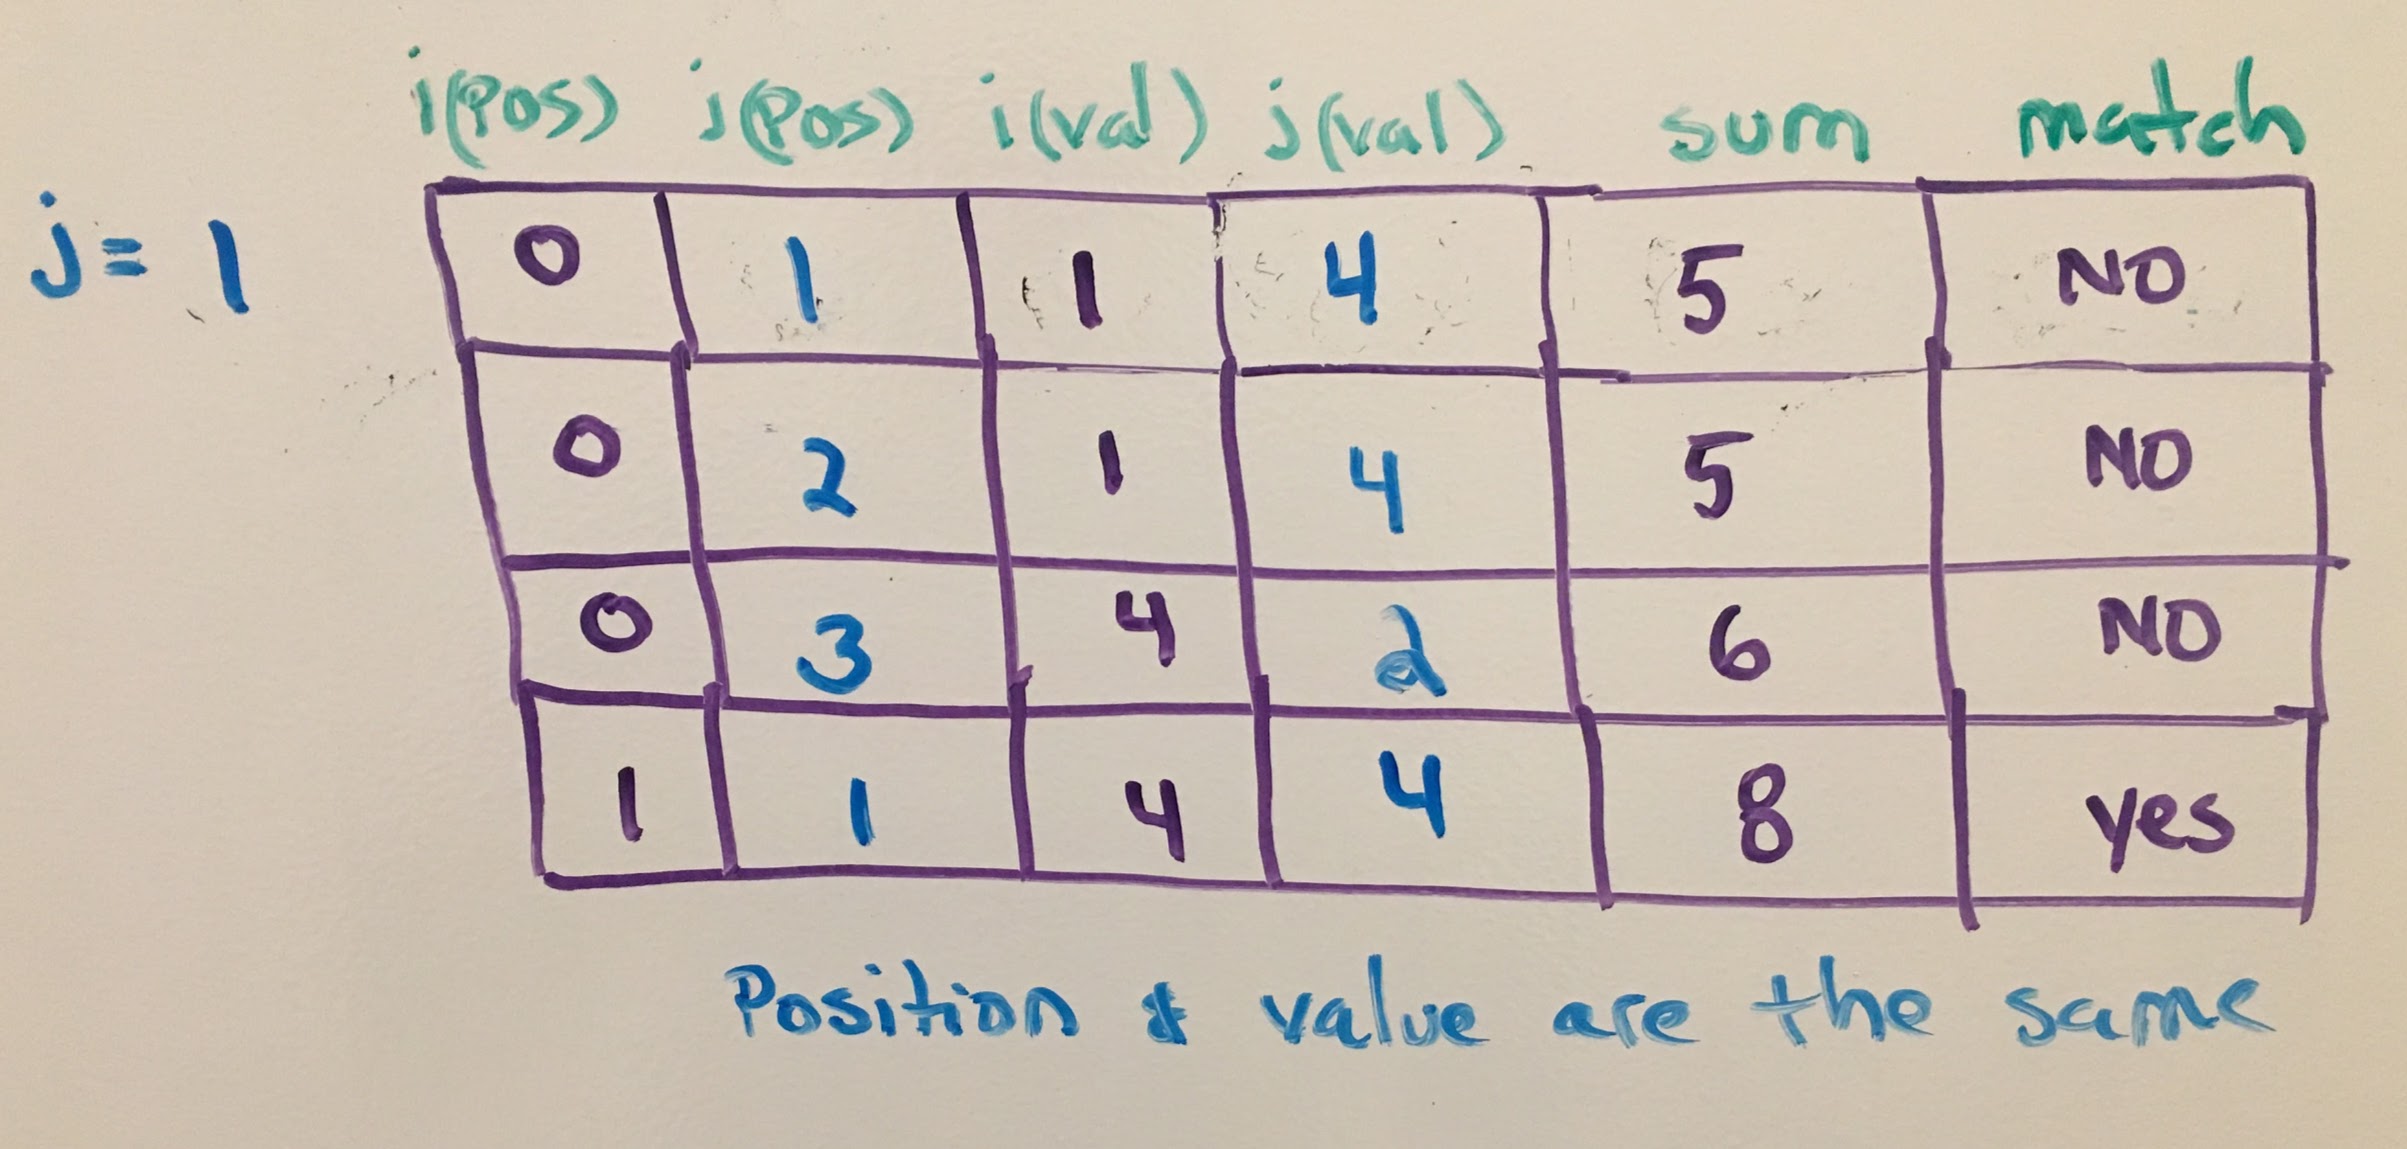 i(Pos) j(Pos) i(val) j(val) sum match
j= 1 0 1 1 4 5 NO
0 2 1 4 5 NO
0 3 4 2 6 NO
1 1 4 4 8 yes
Position & value are the same